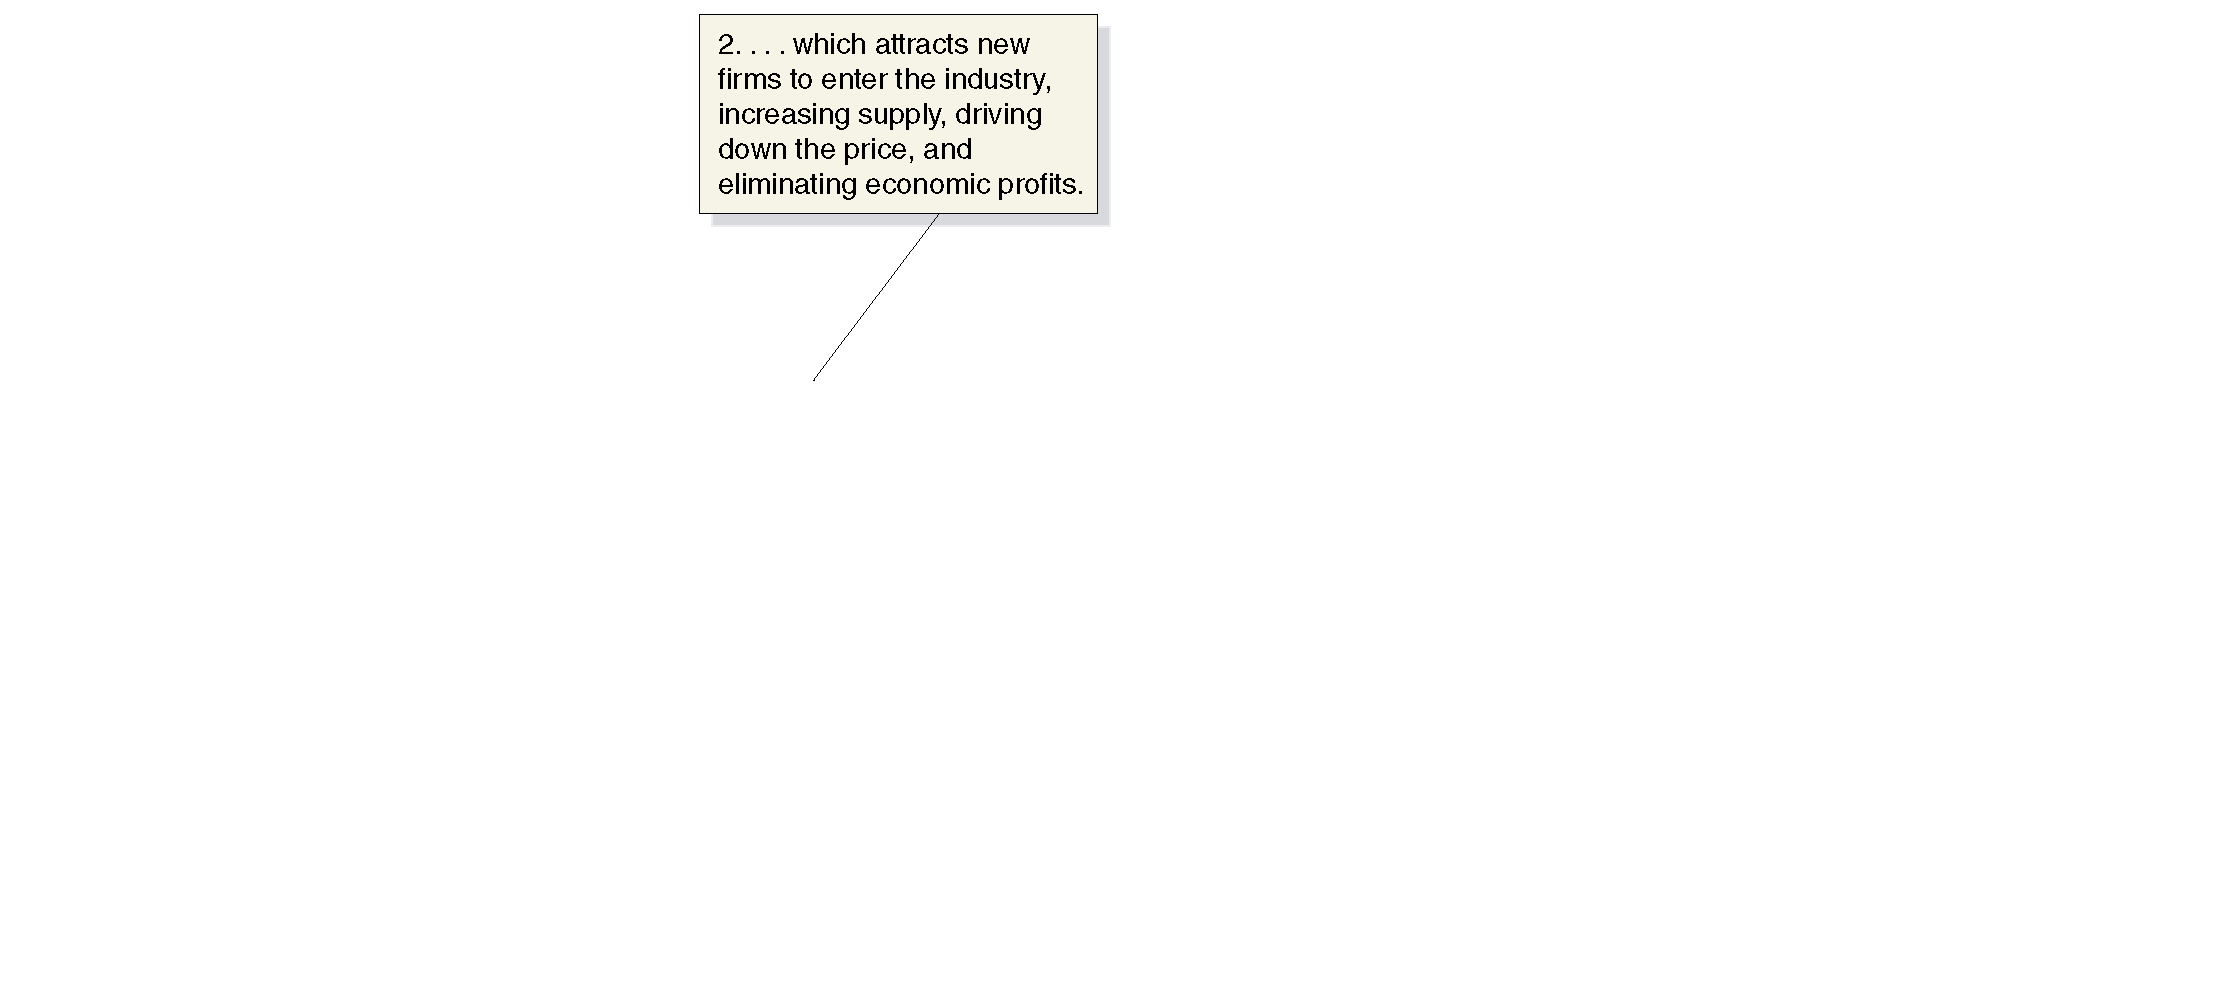 2. . . . which attracts new
firms to enter the industry,
increasing supply, driving
down the price, and
eliminating economic profits.